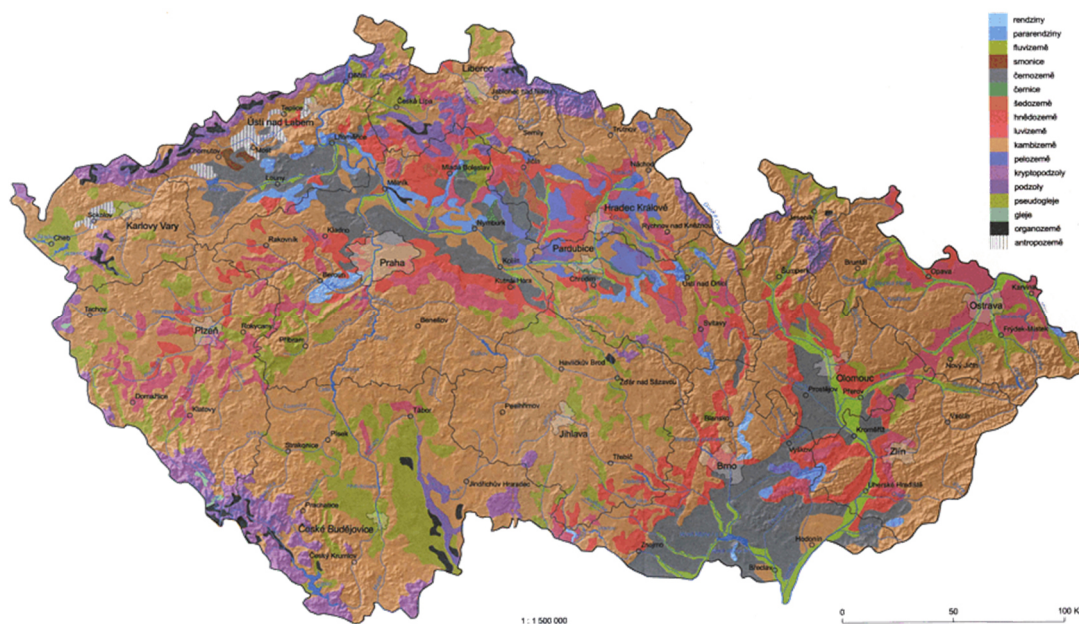 rendziny
pararendziny
fluvizemě
smonice
černozemě
černice
šedozemě
hnědozemě
luvizemě
kambizemě
pelozemě
kryptopodzoly
podzoly
pseudogleje
gleje
organozemě
antropozemě
Liberec
Jablonec nad Nisou
Děčín
Teplice
Ústí nad Labem
Česká Lípa
Semily
Trutnov
Chomutov
Most
Litoměřice
Louny
Mělník
Mladá Boleslav
Jičín
Náchod
Hradec Králové
Rychnov nad Kněžnou
Jeseník
Sokolov
Karlovy Vary
Cheb
Rakovník
Kladno
Praha
Nymburk
Kolín
Pardubice
Chrudim
Ústí nad Orlicí
Šumperk
Bruntál
Opava
Karviná
Ostrava
Beroun
Kutná Hora
Tachov
Plzeň
Rokycany
Příbram
Benešov
Svitavy
Frýdek-Místek
Nový Jičín
Havlíčkův Brod
Žďár nad Sázavou
Olomouc
Prostějov
Přerov
Domažlice
Klatovy
Tábor
Pelhřimov
Jihlava
Blansko
Kroměříž
Vsetín
Strakonice
Písek
Třebíč
Brno
Vyškov
Zlín
Jindřichův Hradec
Uherské Hradiště
Prachatice
České Budějovice
Český Krumlov
Znojmo
Hodonín
Břeclav
1 : 1 500 000
0 50 100 K